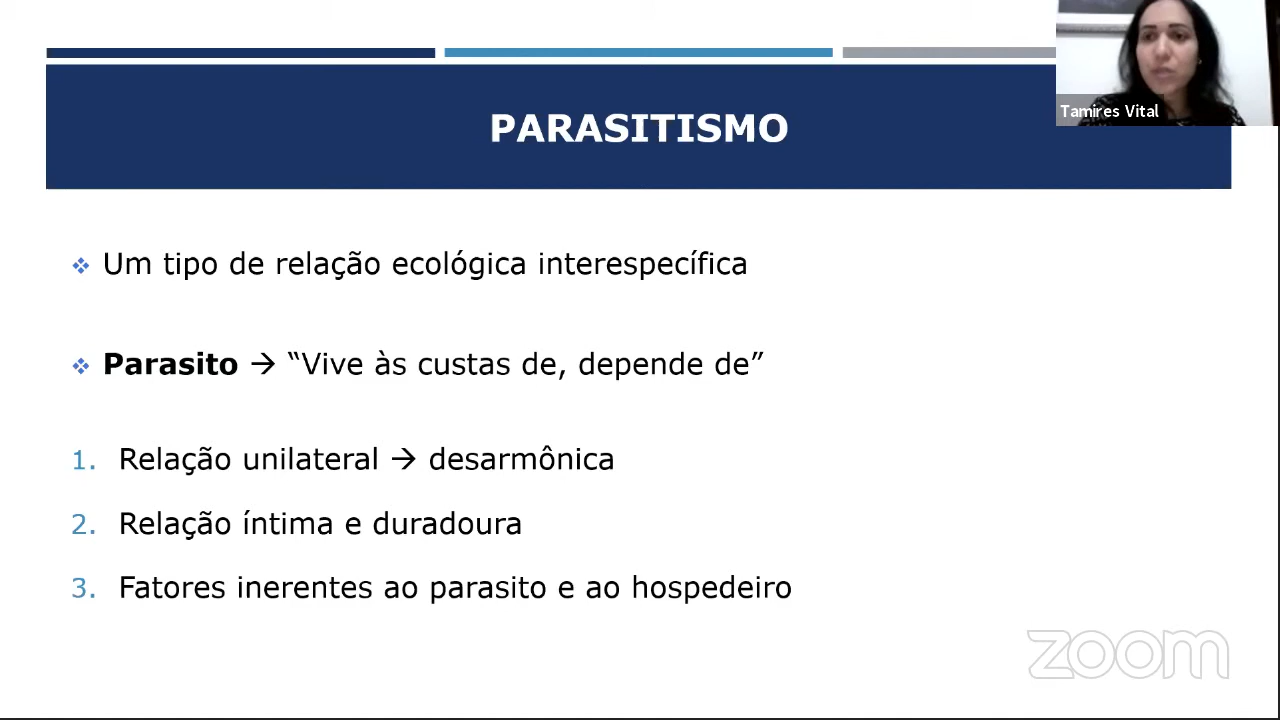 PARASITISMO
Tamires Vital
❖ Um tipo de relação ecológica interespecífica
❖ Parasito → “Vive às custas de, depende de”
1. Relação unilateral → desarmônica
2. Relação íntima e duradoura
3. Fatores inerentes ao parasito e ao hospedeiro
zoom